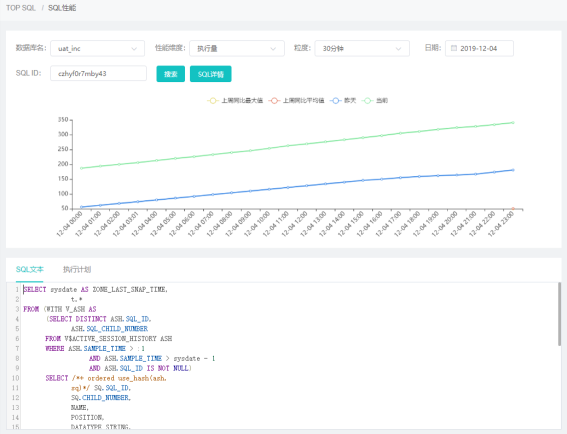 TOP SQL / SQL性能
数据库名: uat_inc 性能维度: 执行量 粒度: 30分钟 日期: 2019-12-04
SQL ID: czhyf0r7mby43 搜索 SQL详情
上周同比最大值 上周同比平均值 昨天 当前
350
300
250
200
150
100
50
12-04 00:00 12-04 01:00 12-04 02:00 12-04 03:01 12-04 04:00 12-04 05:00 12-04 06:00 12-04 07:00 12-04 08:00 12-04 09:00 12-04 10:00 12-04 11:00 12-04 12:00 12-04 13:00 12-04 14:00 12-04 15:00 12-04 16:00 12-04 17:00 12-04 18:00 12-04 19:00 12-04 20:00 12-04 21:00 12-04 22:00 12-04 23:00
SQL文本 执行计划
1 SELECT sysdate AS ZONE_LAST_SNAP_TIME,
2 t.*
3 FROM (WITH V_ASH AS
4 (SELECT DISTINCT ASH.SQL_ID,
5 ASH.SQL_CHILD_NUMBER
6 FROM V$ACTIVE_SESSION_HISTORY ASH
7 WHERE ASH.SAMPLE_TIME > :1
8 AND ASH.SAMPLE_TIME > sysdate - 1
9 AND ASH.SQL_ID IS NOT NULL)
10 SELECT /*+ ordered use_hash(ash,
11 sq)*/ SQ.SQL_ID,
12 SQ.CHILD_NUMBER,
13 NAME,
14 POSITION,
15 DATATYPE_STRING,